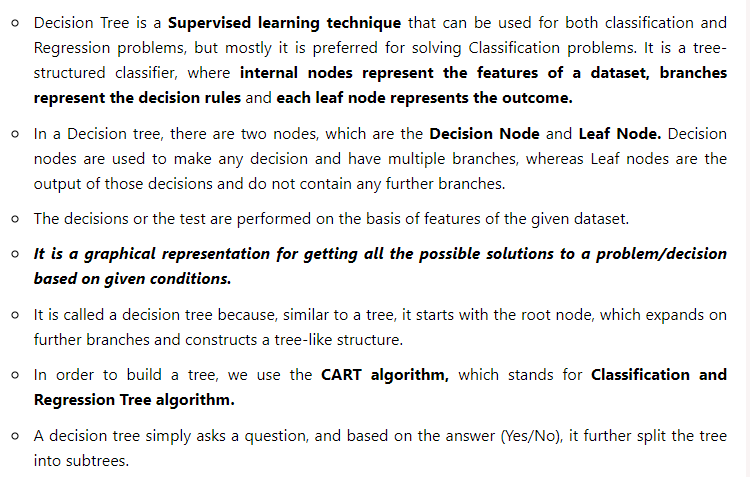 Decision Tree is a Supervised learning technique that can be used for both classification and
Regression problems, but mostly it is preferred for solving Classification problems. It is a tree-
structured classifier, where internal nodes represent the features of a dataset, branches
represent the decision rules and each leaf node represents the outcome.
In a Decision tree, there are two nodes, which are the Decision Node and Leaf Node. Decision
nodes are used to make any decision and have multiple branches, whereas Leaf nodes are the
output of those decisions and do not contain any further branches.
The decisions or the test are performed on the basis of features of the given dataset.
It is a graphical representation for getting all the possible solutions to a problem/decision
based on given conditions.
It is called a decision tree because, similar to a tree, it starts with the root node, which expands on
further branches and constructs a tree-like structure.
In order to build a tree, we use the CART algorithm, which stands for Classification and
Regression Tree algorithm.
A decision tree simply asks a question, and based on the answer (Yes/No), it further split the tree
into subtrees.